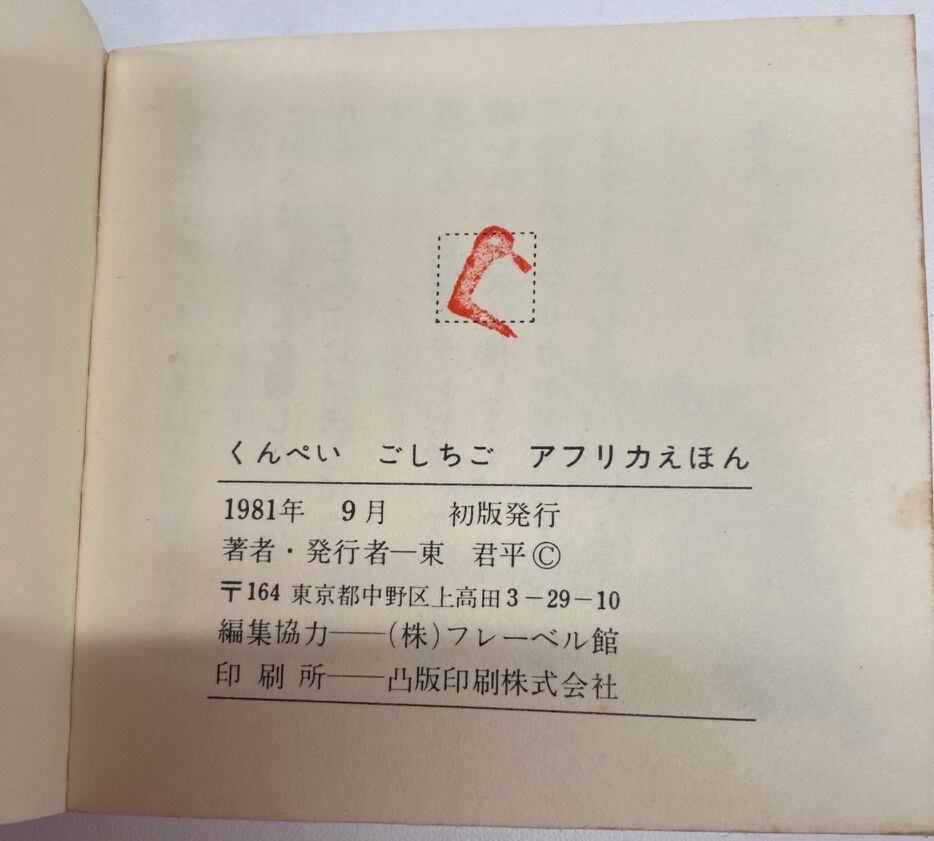 く
くんぺい ごしちご アフリカえほん
1981年 9月 初版発行
著者・発行者―東 君平Ⓒ
〒164 東京都中野区上高田3-29-10
編集協力――(株)フレーベル館
印刷所――凸版印刷株式会社